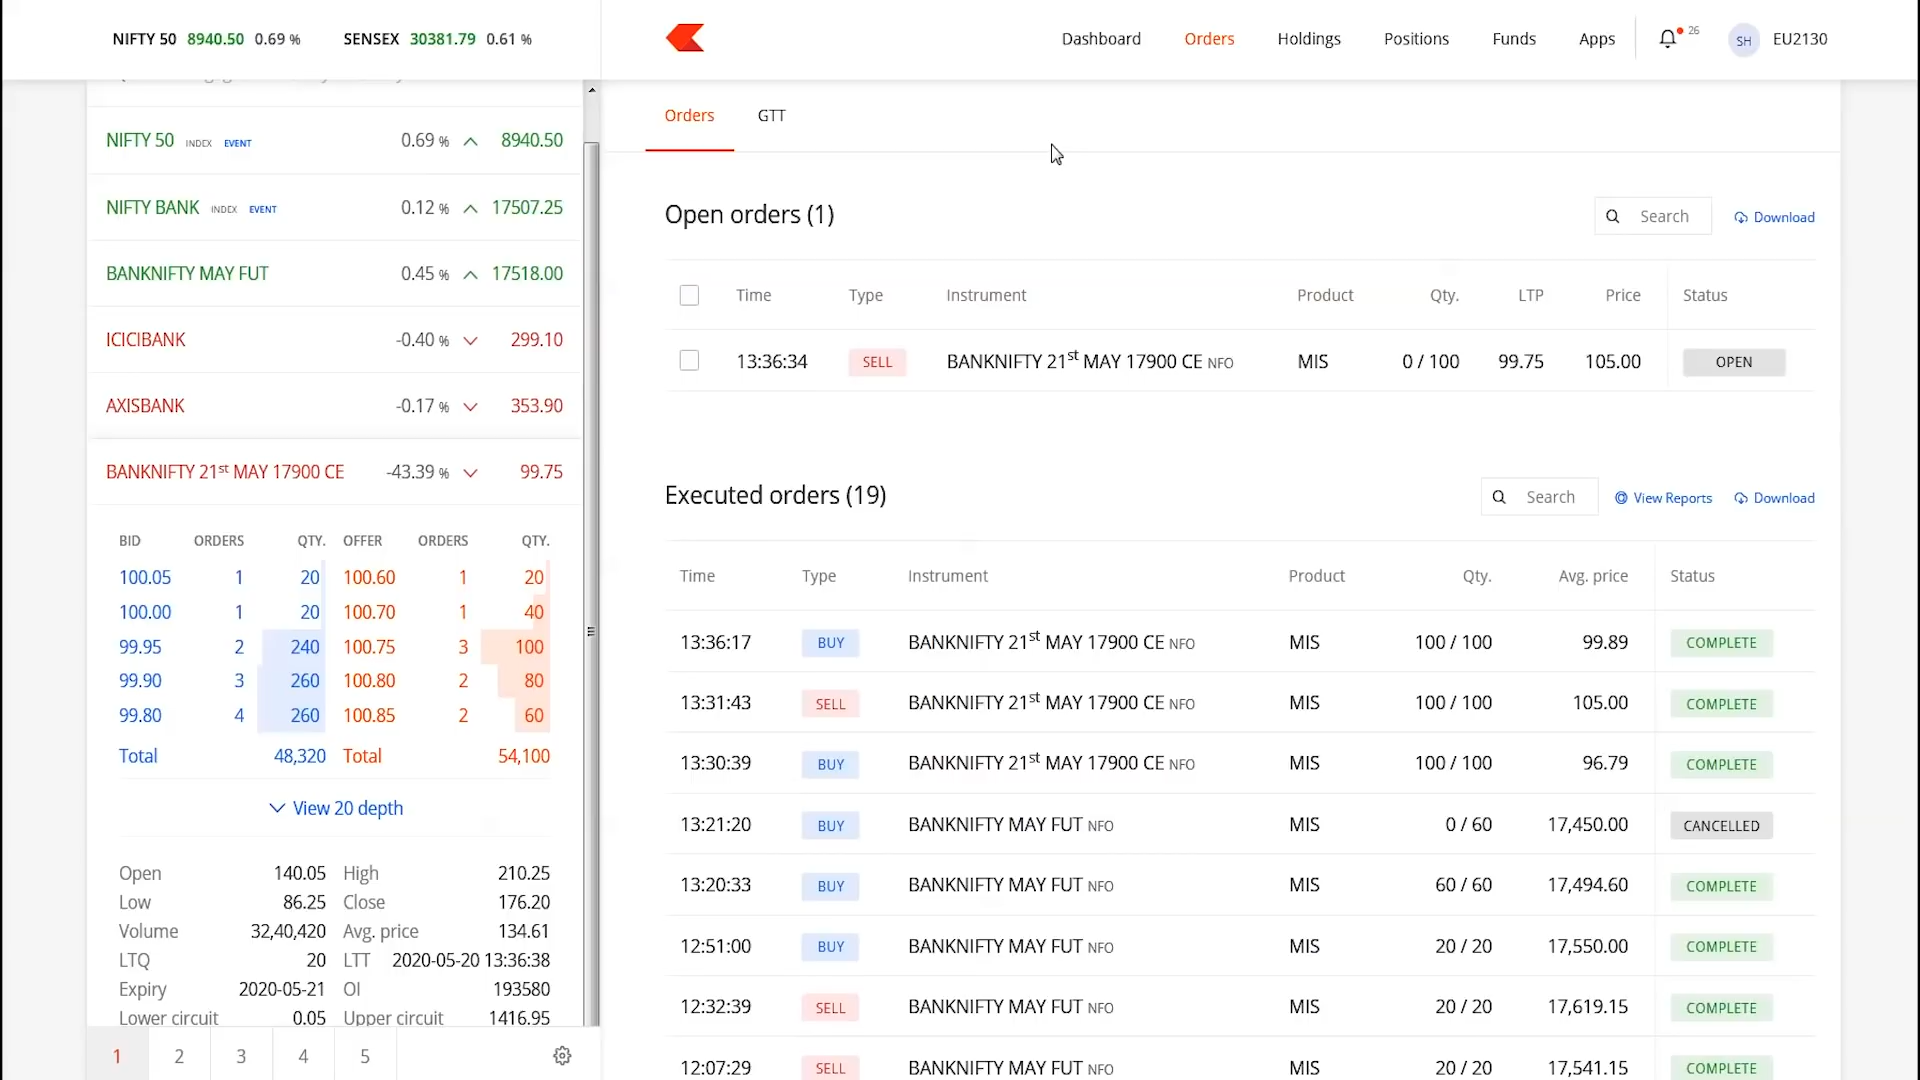 NIFTY 50 8940.50 0.69 % SENSEX 30381.79 0.61 %
Dashboard Orders Holdings Positions Funds Apps 26 SH EU2130
NIFTY 50 INDEX EVENT 0.69 % 8940.50
NIFTY BANK INDEX EVENT 0.12 % 17507.25
BANKNIFTY MAY FUT 0.45 % 17518.00
ICICIBANK -0.40 % 299.10
AXISBANK -0.17 % 353.90
BANKNIFTY 21st MAY 17900 CE -43.39 % 99.75
BID ORDERS QTY. OFFER ORDERS QTY.
100.05 1 20 100.60 1 20
100.00 1 20 100.70 1 40
99.95 2 240 100.75 3 100
99.90 3 260 100.80 2 80
99.80 4 260 100.85 2 60
Total 48,320 Total 54,100
View 20 depth
Open 140.05 High 210.25
Low 86.25 Close 176.20
Volume 32,40,420 Avg. price 134.61
LTQ 20 LTT 2020-05-20 13:36:38
Expiry 2020-05-21 OI 193580
Lower circuit 0.05 Upper circuit 1416.95
1 2 3 4 5
Orders GTT
Open orders (1) Search Download
Time Type Instrument Product Qty. LTP Price Status
13:36:34 SELL BANKNIFTY 21st MAY 17900 CE NFO MIS 0 / 100 99.75 105.00 OPEN
Executed orders (19) Search View Reports Download
Time Type Instrument Product Qty. Avg. price Status
13:36:17 BUY BANKNIFTY 21st MAY 17900 CE NFO MIS 100 / 100 99.89 COMPLETE
13:31:43 SELL BANKNIFTY 21st MAY 17900 CE NFO MIS 100 / 100 105.00 COMPLETE
13:30:39 BUY BANKNIFTY 21st MAY 17900 CE NFO MIS 100 / 100 96.79 COMPLETE
13:21:20 BUY BANKNIFTY MAY FUT NFO MIS 0 / 60 17,450.00 CANCELLED
13:20:33 BUY BANKNIFTY MAY FUT NFO MIS 60 / 60 17,494.60 COMPLETE
12:51:00 BUY BANKNIFTY MAY FUT NFO MIS 20 / 20 17,550.00 COMPLETE
12:32:39 SELL BANKNIFTY MAY FUT NFO MIS 20 / 20 17,619.15 COMPLETE
12:07:29 SELL BANKNIFTY MAY FUT NFO MIS 20 / 20 17,541.15 COMPLETE